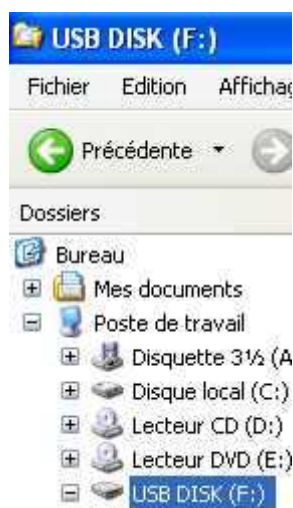 USB DISK (F:)
Fichier Edition Affichag
Précédente
Dossiers
Bureau
Mes documents
Poste de travail
Disquette 3½ (A
Disque local (C:)
Lecteur CD (D:)
Lecteur DVD (E:)
USB DISK (F:)